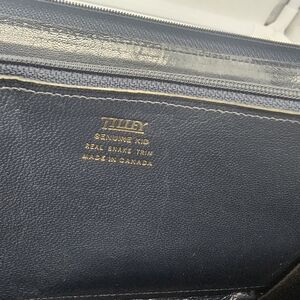 TILLEY
GENUINE KID
REAL SNAKE TRIM
MADE IN CANADA